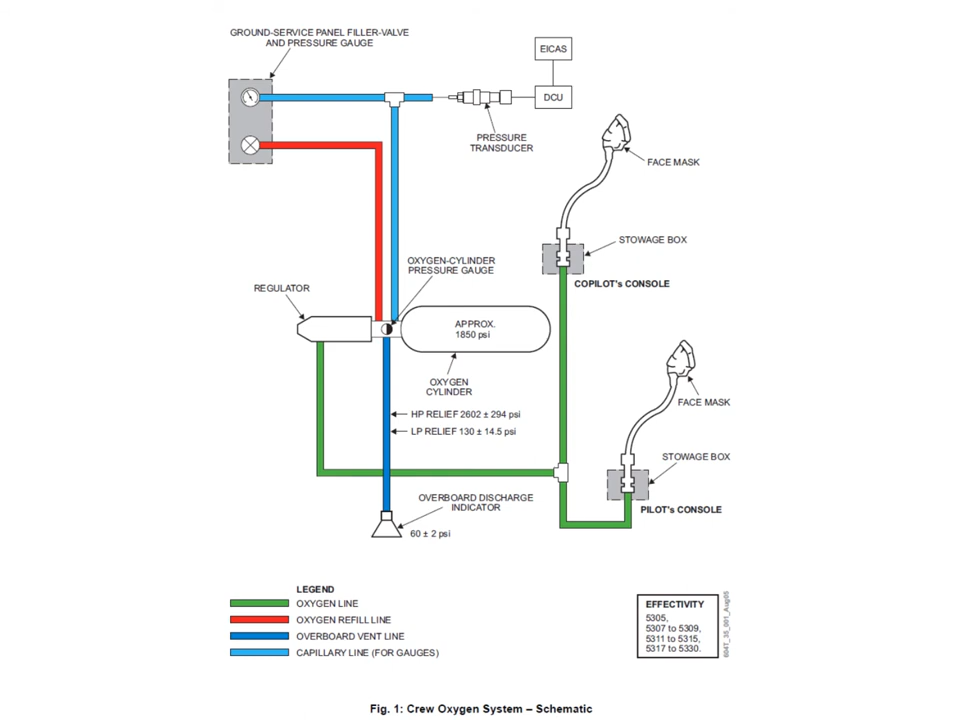 GROUND-SERVICE PANEL FILLER-VALVE
AND PRESSURE GAUGE
EICAS
DCU
PRESSURE
TRANSDUCER
FACE MASK
STOWAGE BOX
COPILOT's CONSOLE
OXYGEN-CYLINDER
PRESSURE GAUGE
REGULATOR
APPROX.
1850 psi
OXYGEN
CYLINDER
FACE MASK
HP RELIEF 2602 ± 294 psi
LP RELIEF 130 ± 14.5 psi
STOWAGE BOX
PILOT's CONSOLE
OVERBOARD DISCHARGE
INDICATOR
60 ± 2 psi
LEGEND
OXYGEN LINE
OXYGEN REFILL LINE
OVERBOARD VENT LINE
CAPILLARY LINE (FOR GAUGES)
EFFECTIVITY
5305,
5307 to 5309,
5311 to 5315,
5317 to 5330.
6047_35_001_Aug05
Fig. 1: Crew Oxygen System – Schematic